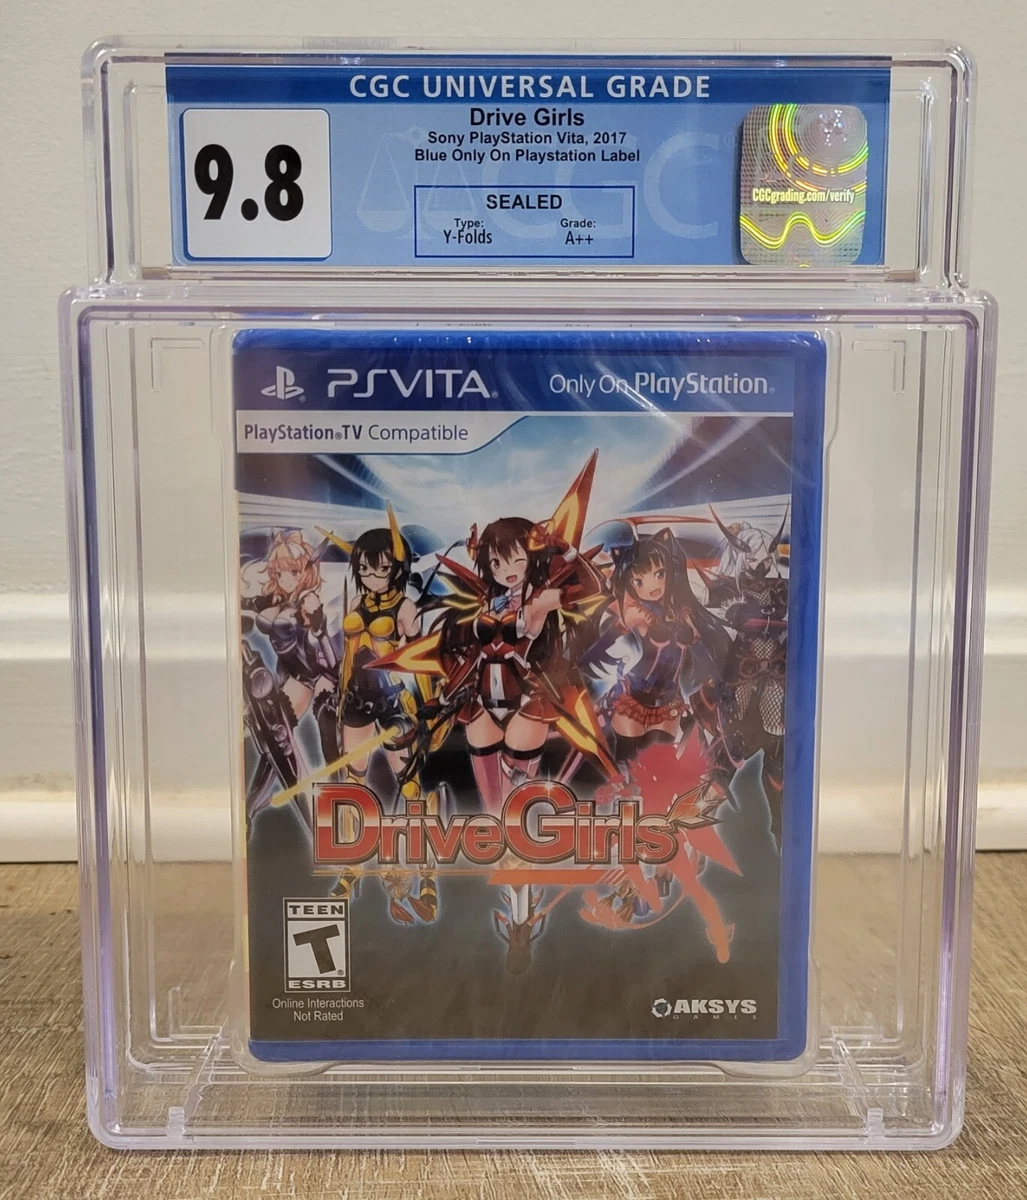 CGC UNIVERSAL GRADE
9.8
Drive Girls
Sony PlayStation Vita, 2017
Blue Only On Playstation Label
SEALED
Type: Grade:
Y-Folds A++
CGC
CGCgrading.com/verify
PSVITA
Only On PlayStation®
PlayStation®TV Compatible
DriveGirls
TEEN
T
ESRB
Online Interactions
Not Rated
AKSYS
GAMES